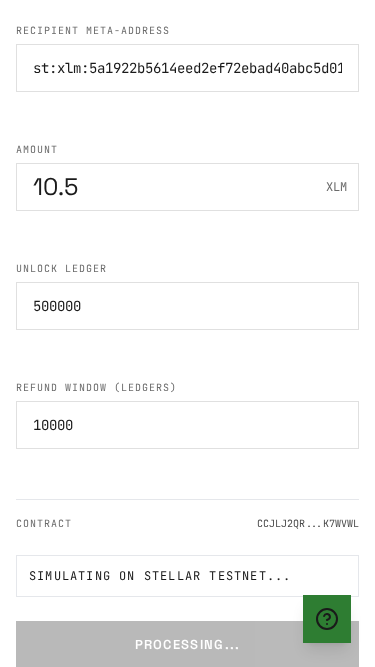 RECIPIENT META-ADDRESS
st:xlm:5a1922b5614eed2ef72ebad40abc5d01
AMOUNT
10.5 XLM
UNLOCK LEDGER
500000
REFUND WINDOW (LEDGERS)
10000
CONTRACT CCJLJ2QR...K7WVWL
SIMULATING ON STELLAR TESTNET...
PROCESSING...